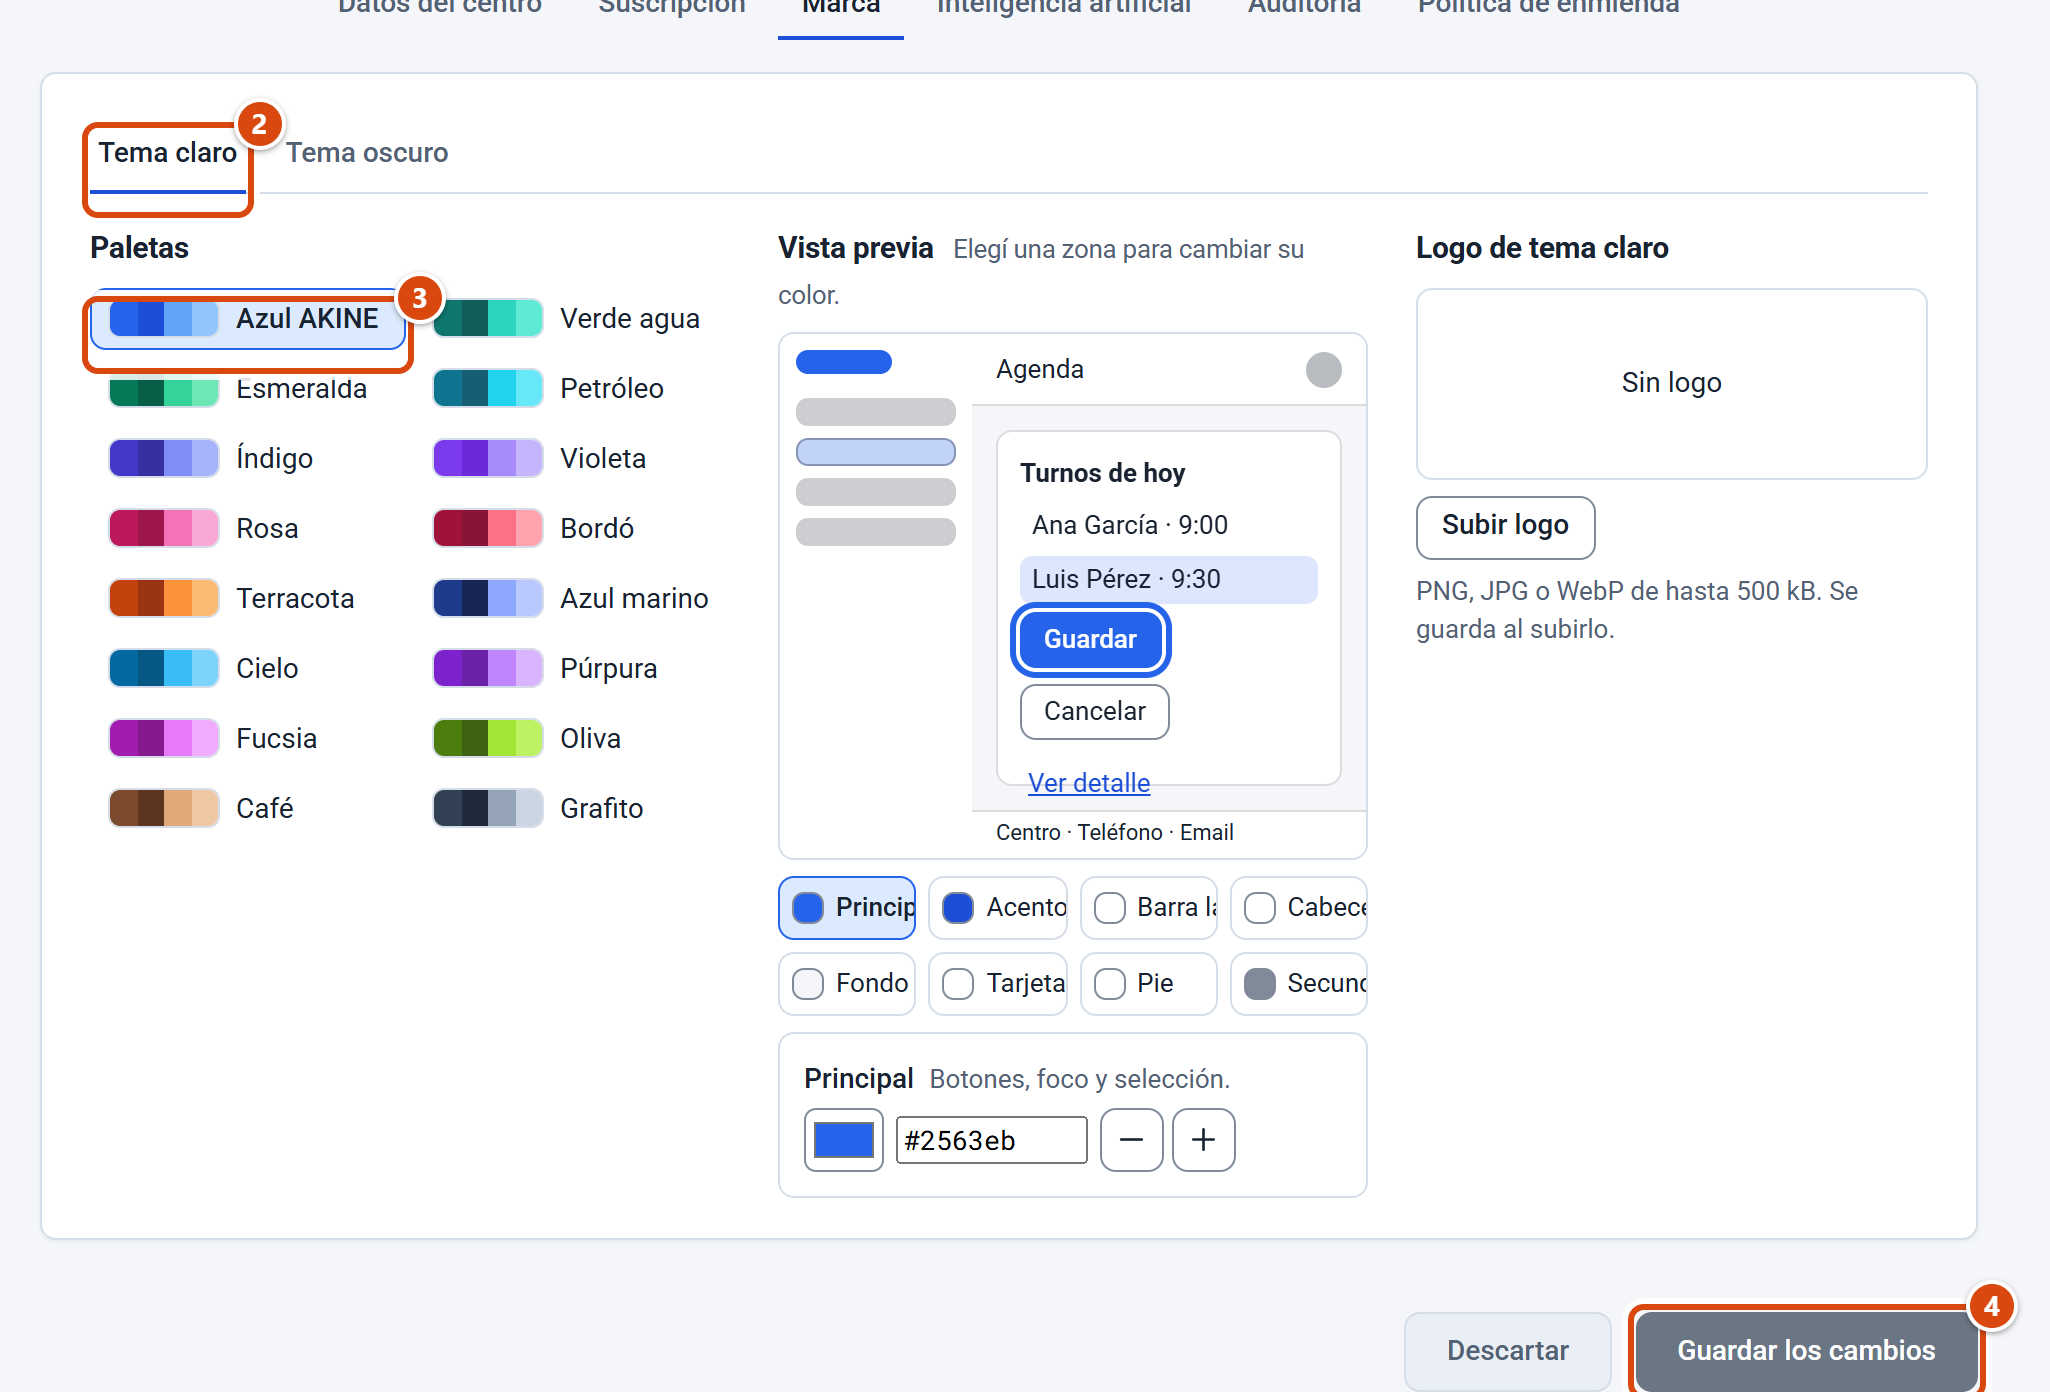 Datos del centro
Suscripción
Marca
Inteligencia artificial
Auditoría
Política de enmienda
2
Tema claro
Tema oscuro
Paletas
3
Azul AKINE
Verde agua
Esmeralda
Petróleo
Índigo
Violeta
Rosa
Bordó
Terracota
Azul marino
Cielo
Púrpura
Fucsia
Oliva
Café
Grafito
Vista previa Elegí una zona para cambiar su
color.
Agenda
Turnos de hoy
Ana García · 9:00
Luis Pérez · 9:30
Guardar
Cancelar
Ver detalle
Centro · Teléfono · Email
Princip
Acento
Barra la
Cabece
Fondo
Tarjeta
Pie
Secund
Principal Botones, foco y selección.
#2563eb
− +
Logo de tema claro
Sin logo
Subir logo
PNG, JPG o WebP de hasta 500 kB. Se
guarda al subirlo.
4
Descartar
Guardar los cambios